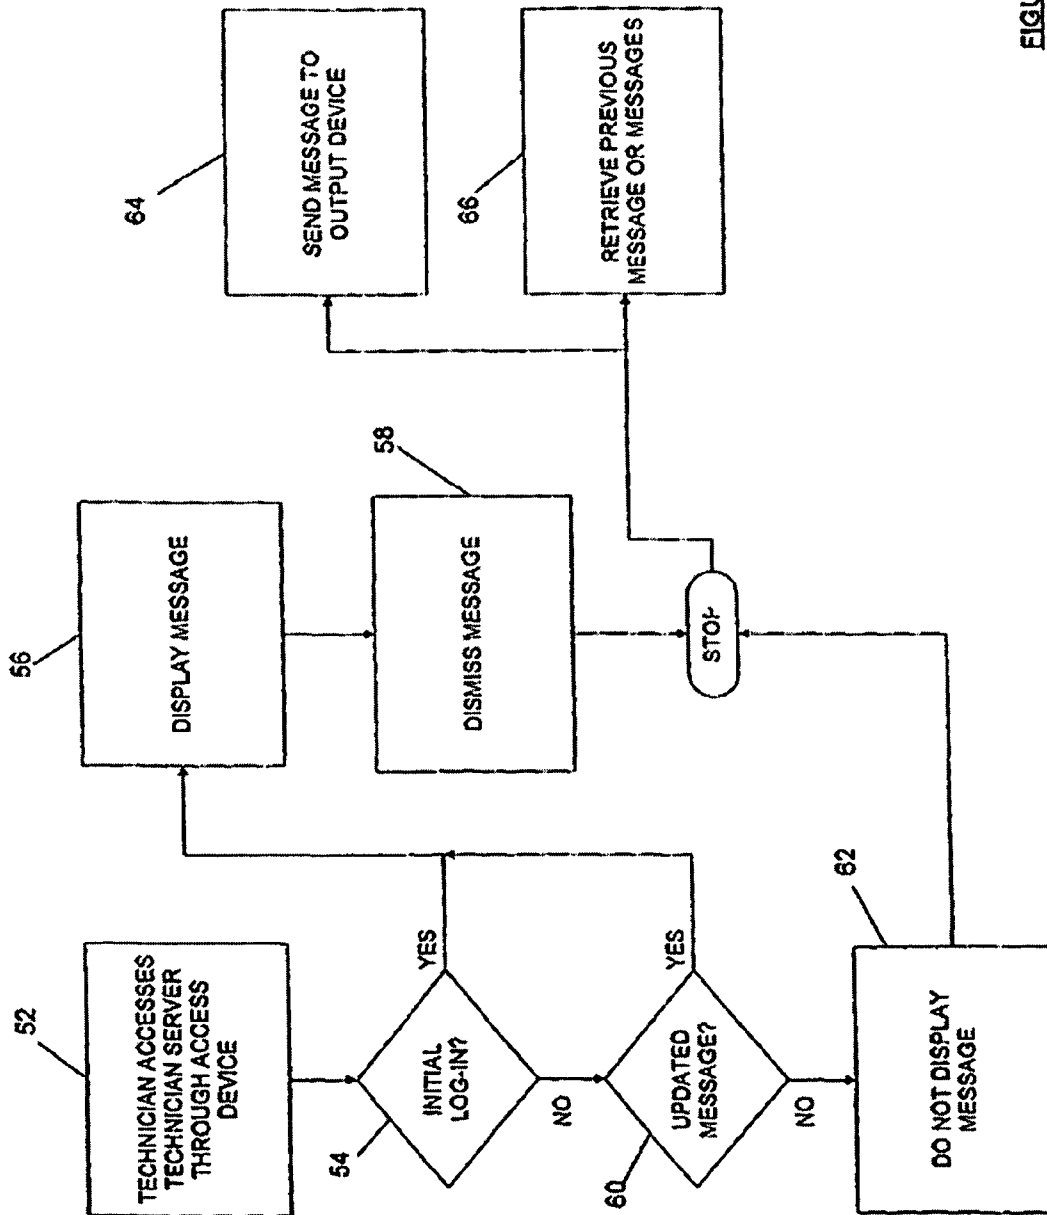 52
TECHNICIAN ACCESSES
TECHNICIAN SERVER
THROUGH ACCESS
DEVICE
54
INITIAL
LOG-IN?
YES
NO
60
UPDATED
MESSAGE?
YES
NO
62
DO NOT DISPLAY
MESSAGE
56
DISPLAY MESSAGE
58
DISMISS MESSAGE
STOP
64
SEND MESSAGE TO
OUTPUT DEVICE
66
RETRIEVE PREVIOUS
MESSAGE OR MESSAGES
FIGU